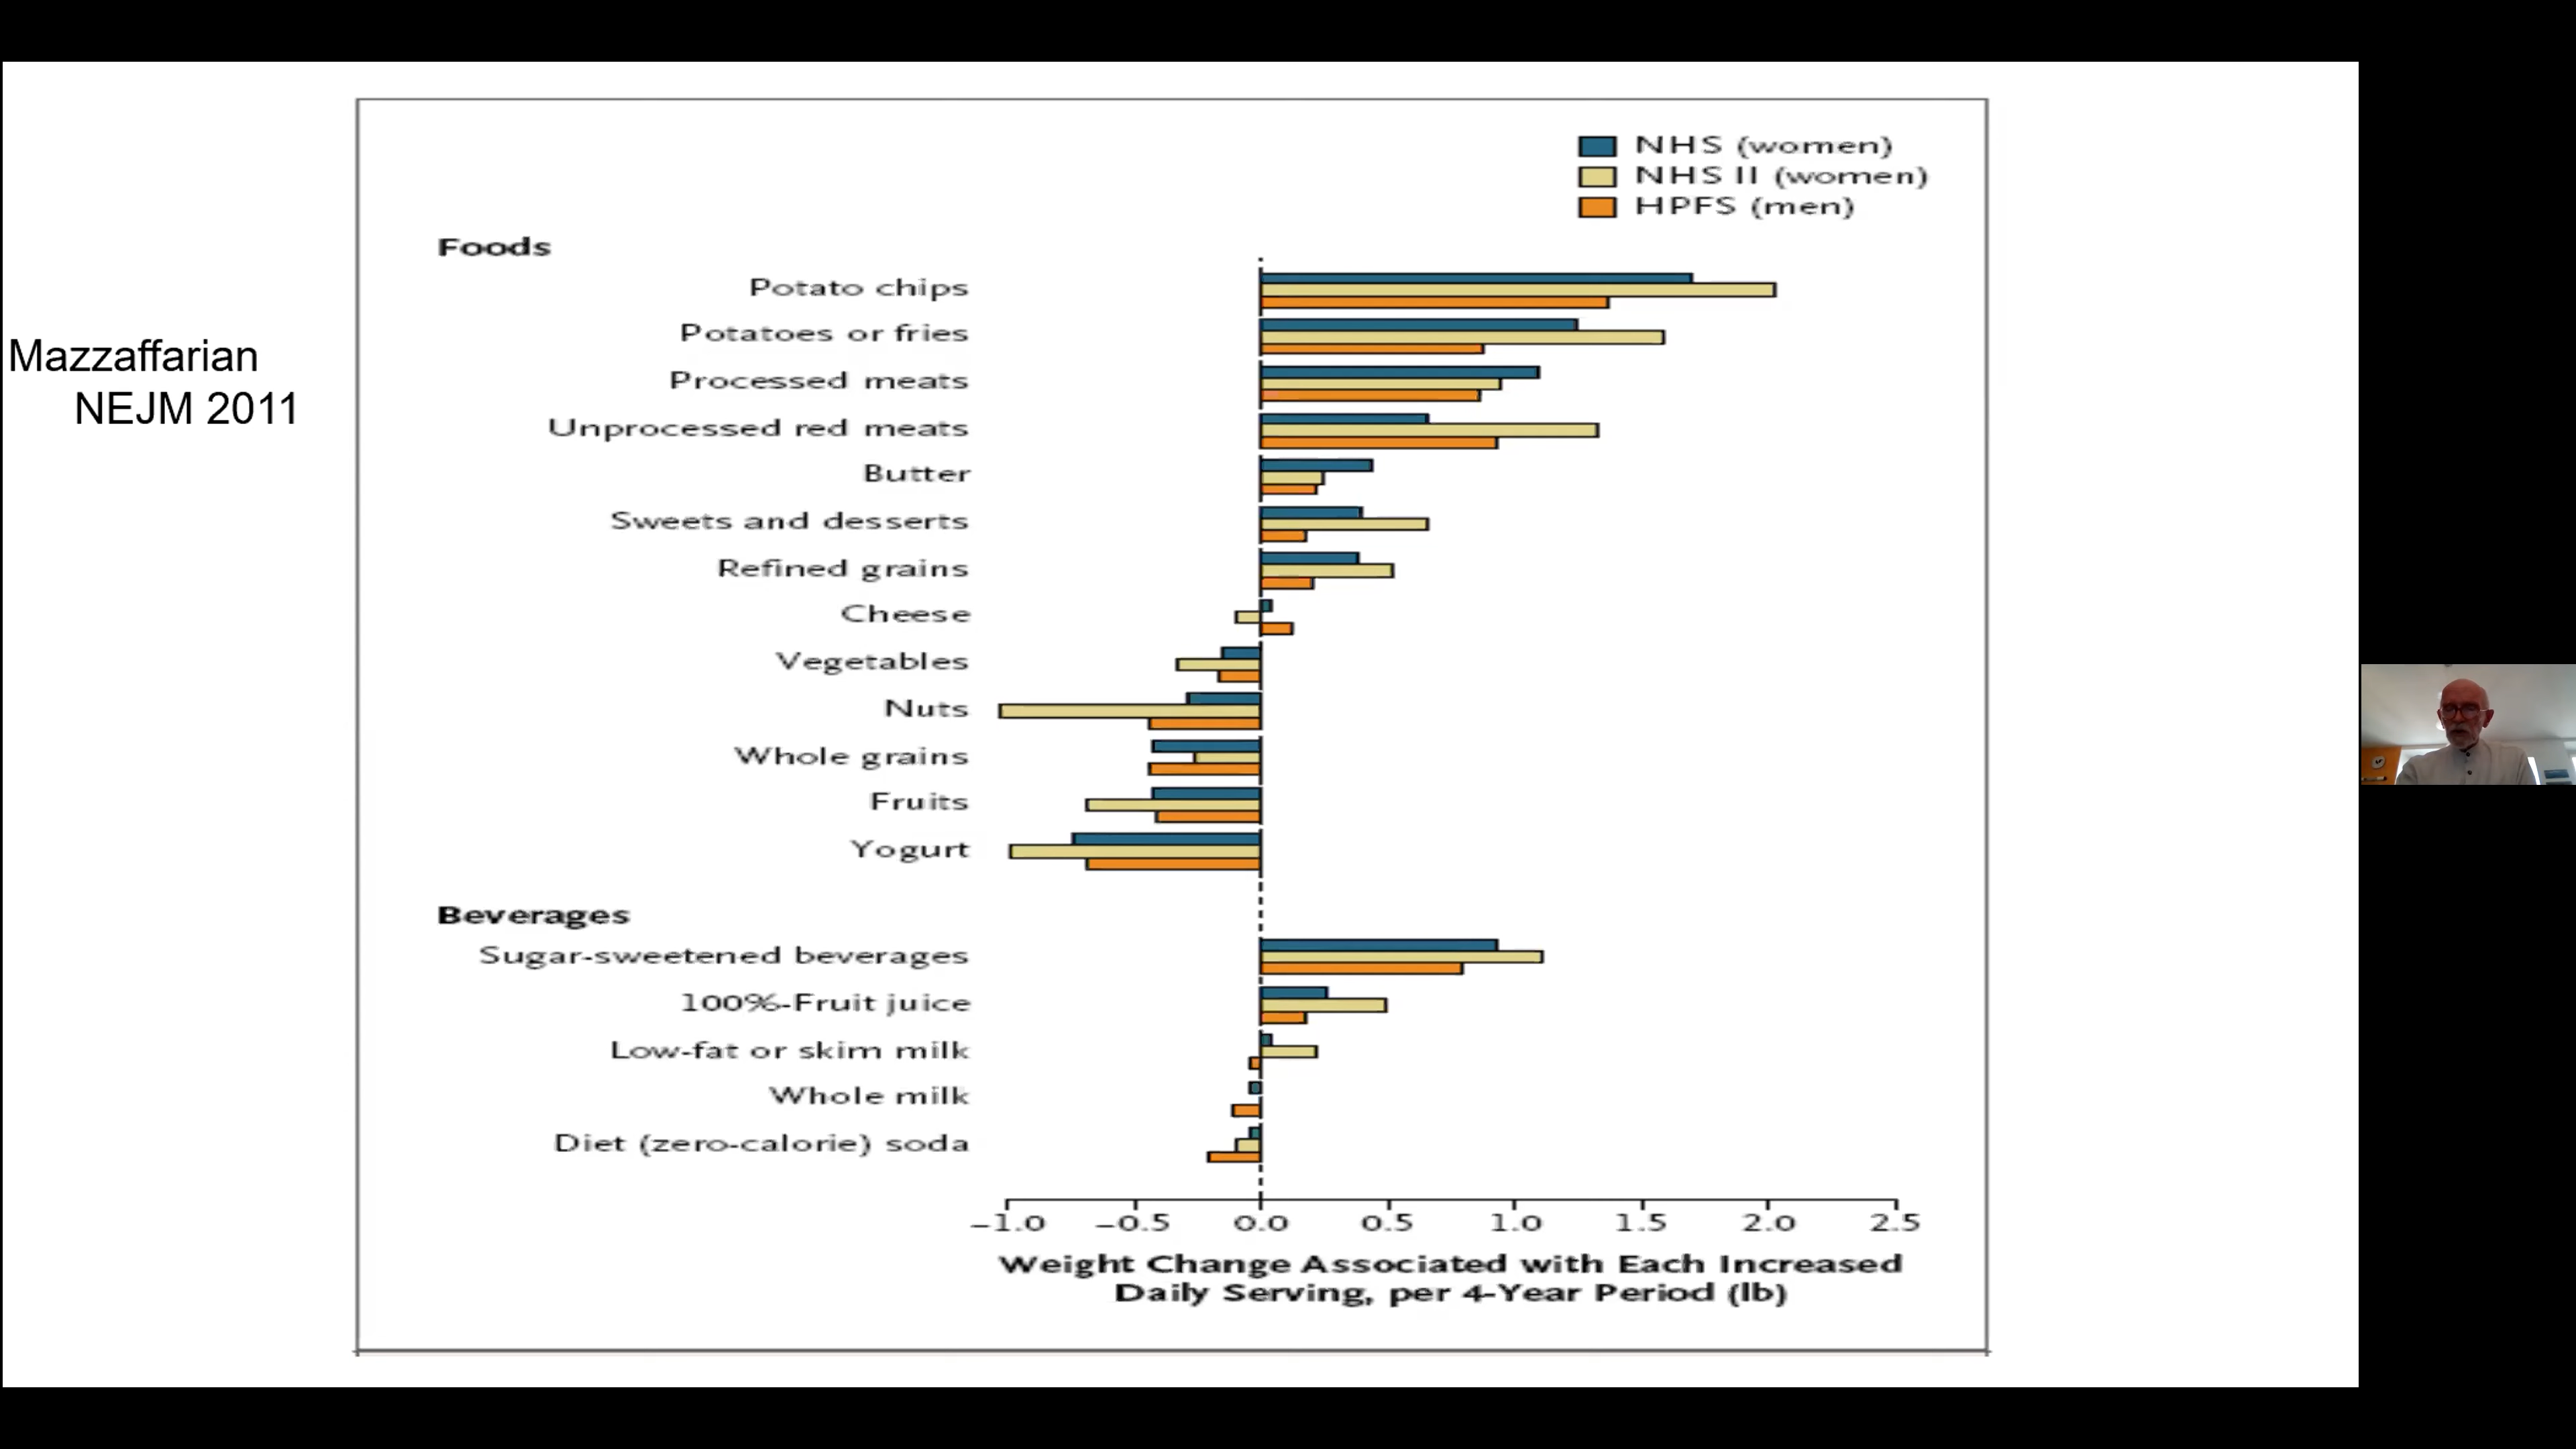 NHS (women)
NHS II (women)
HPFS (men)
Foods
Potato chips
Potatoes or fries
Mazzaffarian
NEJM 2011
Processed meats
Unprocessed red meats
Butter
Sweets and desserts
Refined grains
Cheese
Vegetables
Nuts
Whole grains
Fruits
Yogurt
Beverages
Sugar-sweetened beverages
100%-Fruit juice
Low-fat or skim milk
Whole milk
Diet (zero-calorie) soda
−1.0 −0.5 0.0 0.5 1.0 1.5 2.0 2.5
Weight Change Associated with Each Increased
Daily Serving, per 4-Year Period (lb)